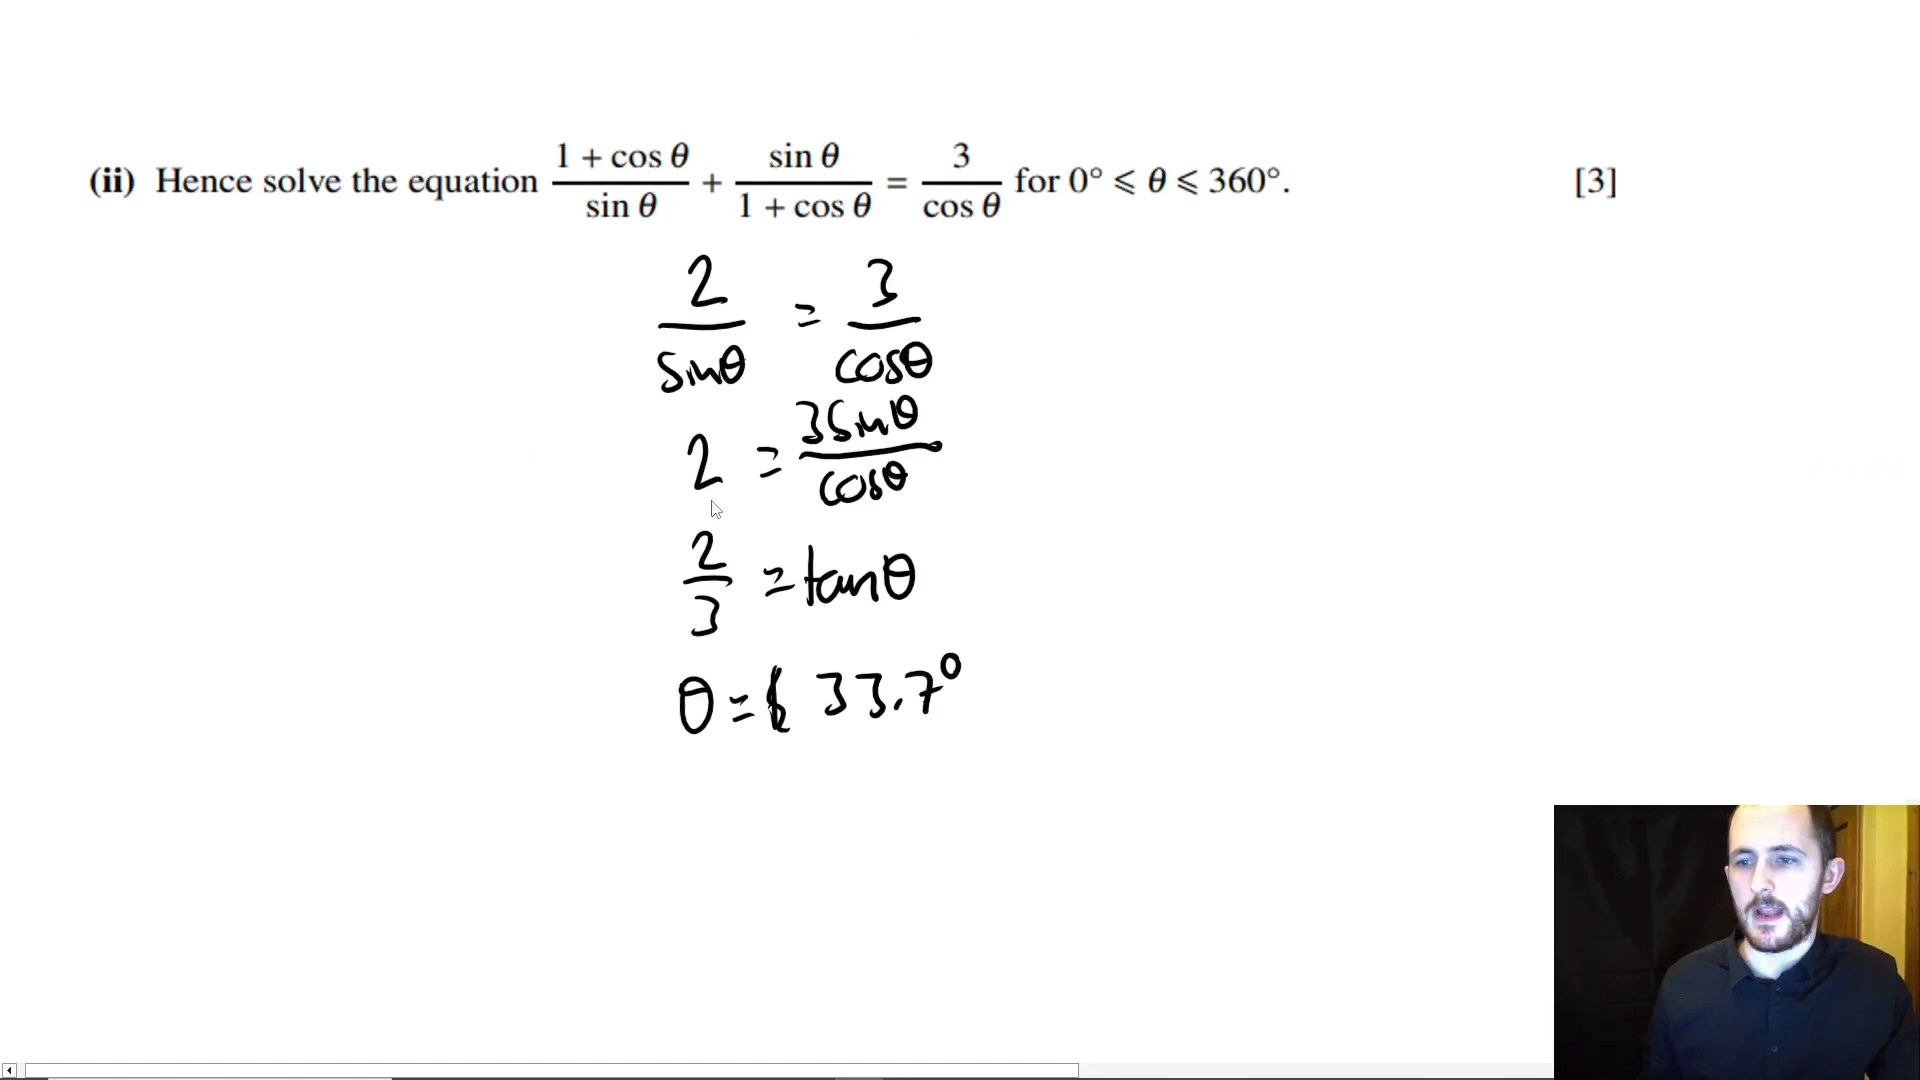 (ii) Hence solve the equation (1 + cos θ)/(sin θ) + (sin θ)/(1 + cos θ) = 3/(cos θ) for 0° ⩽ θ ⩽ 360°. [3]
2/(sinθ) = 3/(cosθ)
2 = (3sinθ)/(cosθ)
2/3 = tanθ
θ = 33.7°